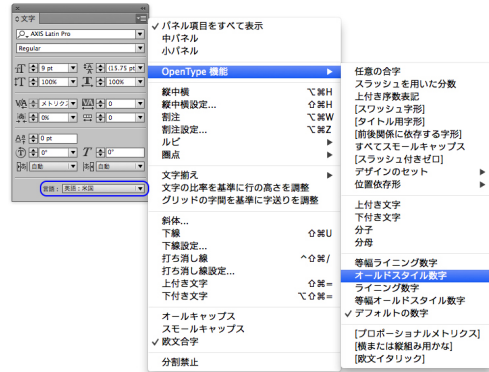 文字
AXIS Latin Pro
Regular
9 pt
(15.75 pt)
100%
100%
メトリクス
0
0%
0
0 pt
0°
0°
自動
自動
言語：英語：米国
✓パネル項目をすべて表示
中パネル
小パネル
OpenType 機能
縦中横 ⌥⌘H
縦中横設定... ⇧⌘H
割注 ⌥⌘W
割注設定... ⌥⌘Z
ルビ
圏点
文字揃え
文字の比率を基準に行の高さを調整
グリッドの字間を基準に字送りを調整
斜体...
下線 ⇧⌘U
下線設定...
打ち消し線 ^⇧⌘/
打ち消し線設定...
上付き文字 ⇧⌘=
下付き文字 ⌥⇧⌘=
オールキャップス
スモールキャップス
✓欧文合字
分割禁止
任意の合字
スラッシュを用いた分数
上付き序数表記
[スワッシュ字形]
[タイトル用字形]
[前後関係に依存する字形]
すべてスモールキャップス
[スラッシュ付きゼロ]
デザインのセット
位置依存形
上付き文字
下付き文字
分子
分母
等幅ライニング数字
オールドスタイル数字
ライニング数字
等幅オールドスタイル数字
✓デフォルトの数字
[プロポーショナルメトリクス]
[横または縦組み用かな]
[欧文イタリック]